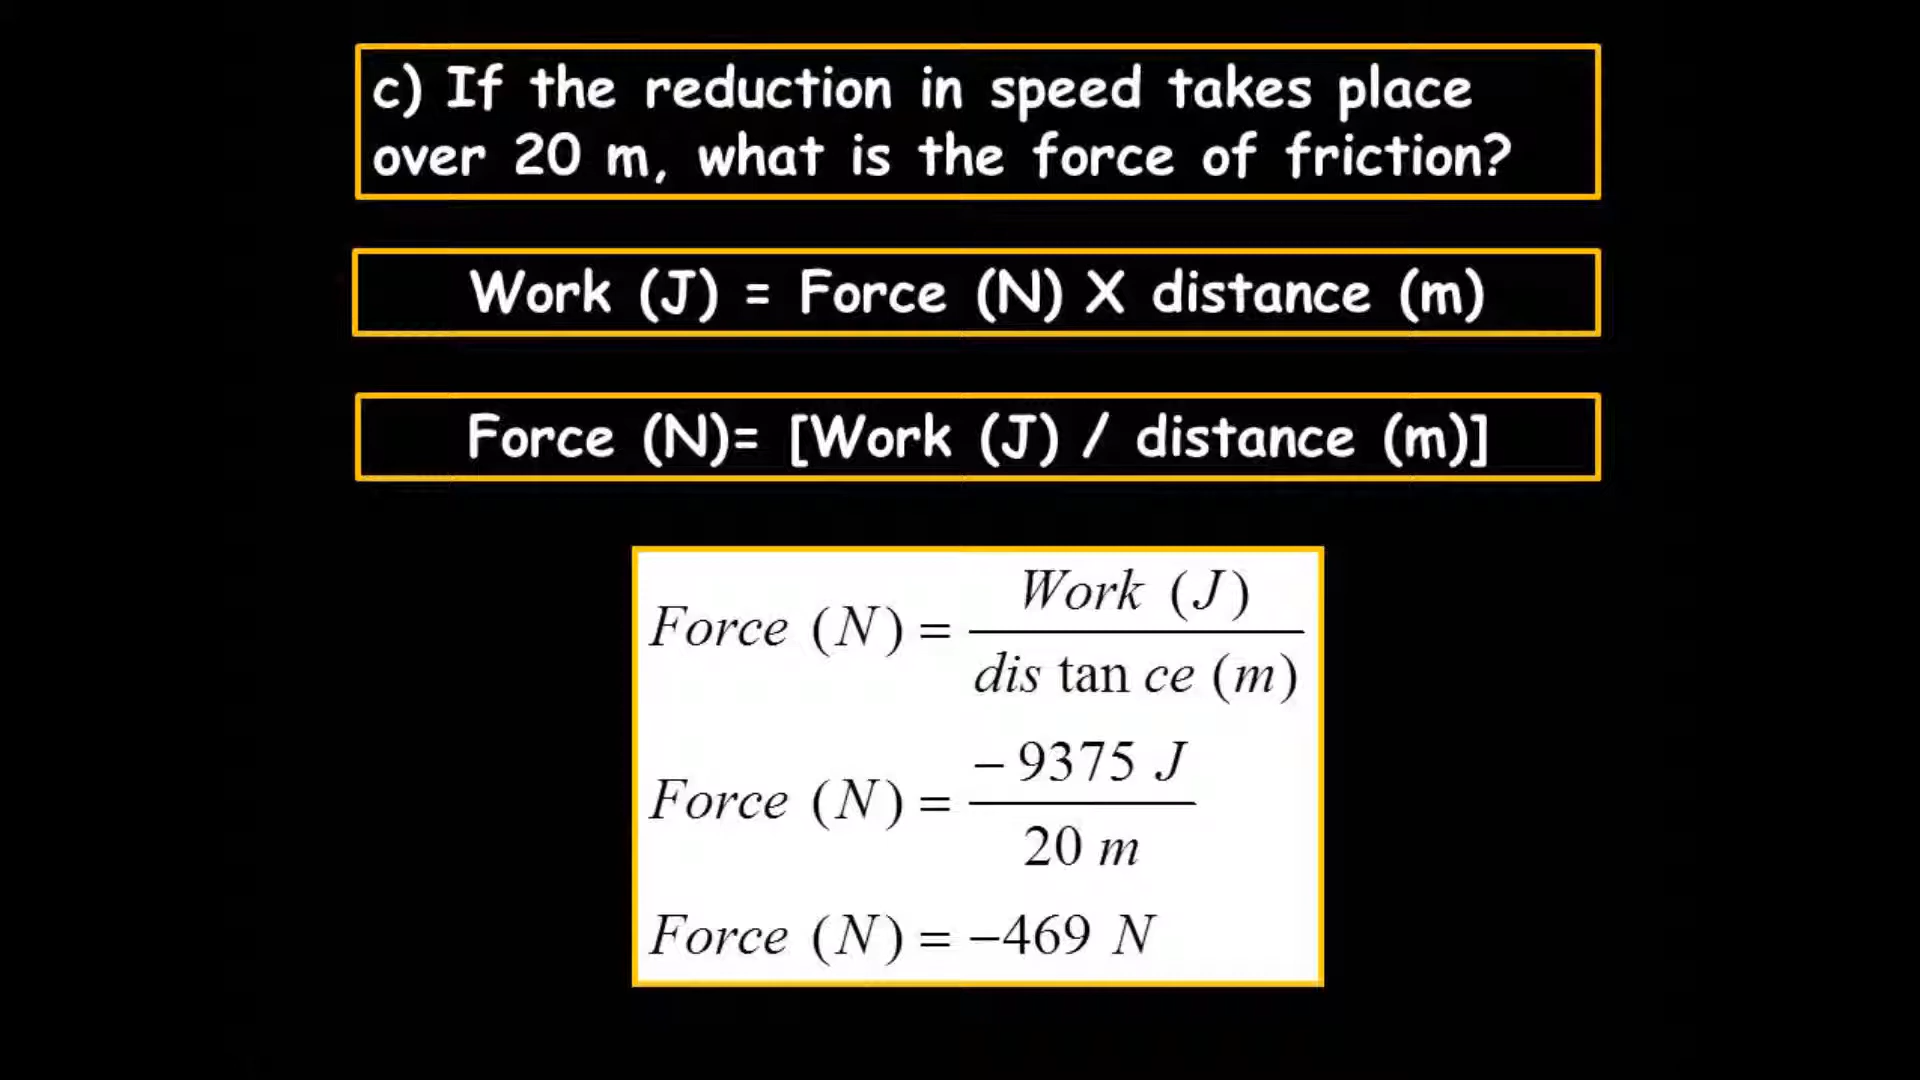 c) If the reduction in speed takes place
over 20 m, what is the force of friction?
Work (J) = Force (N) X distance (m)
Force (N)= [Work (J) / distance (m)]
Force (N) = Work (J) / dis tan ce (m)
Force (N) = – 9375 J / 20 m
Force (N) = –469 N